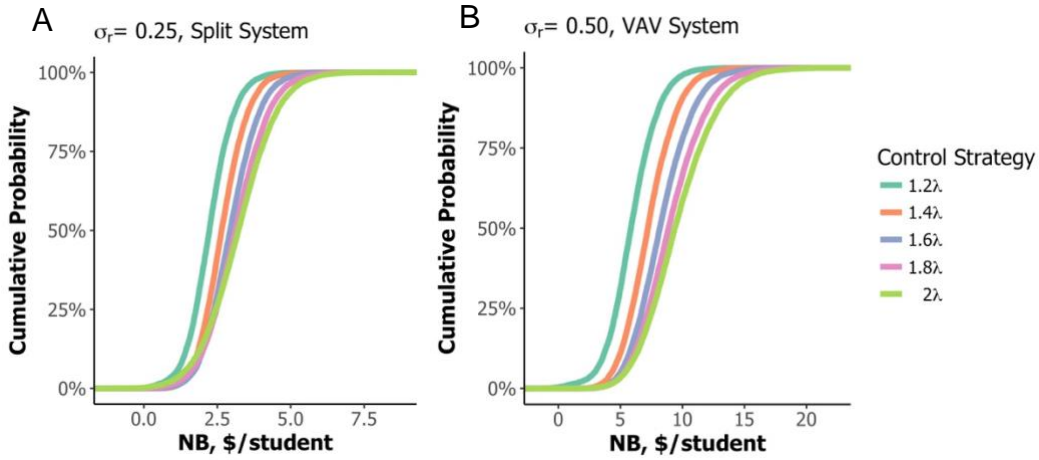 A
σr= 0.25, Split System
100%
75%
50%
25%
0%
Cumulative Probability
0.0 2.5 5.0 7.5
NB, $/student
B
σr= 0.50, VAV System
100%
75%
50%
25%
0%
Cumulative Probability
0 5 10 15 20
NB, $/student
Control Strategy
1.2λ
1.4λ
1.6λ
1.8λ
2λ